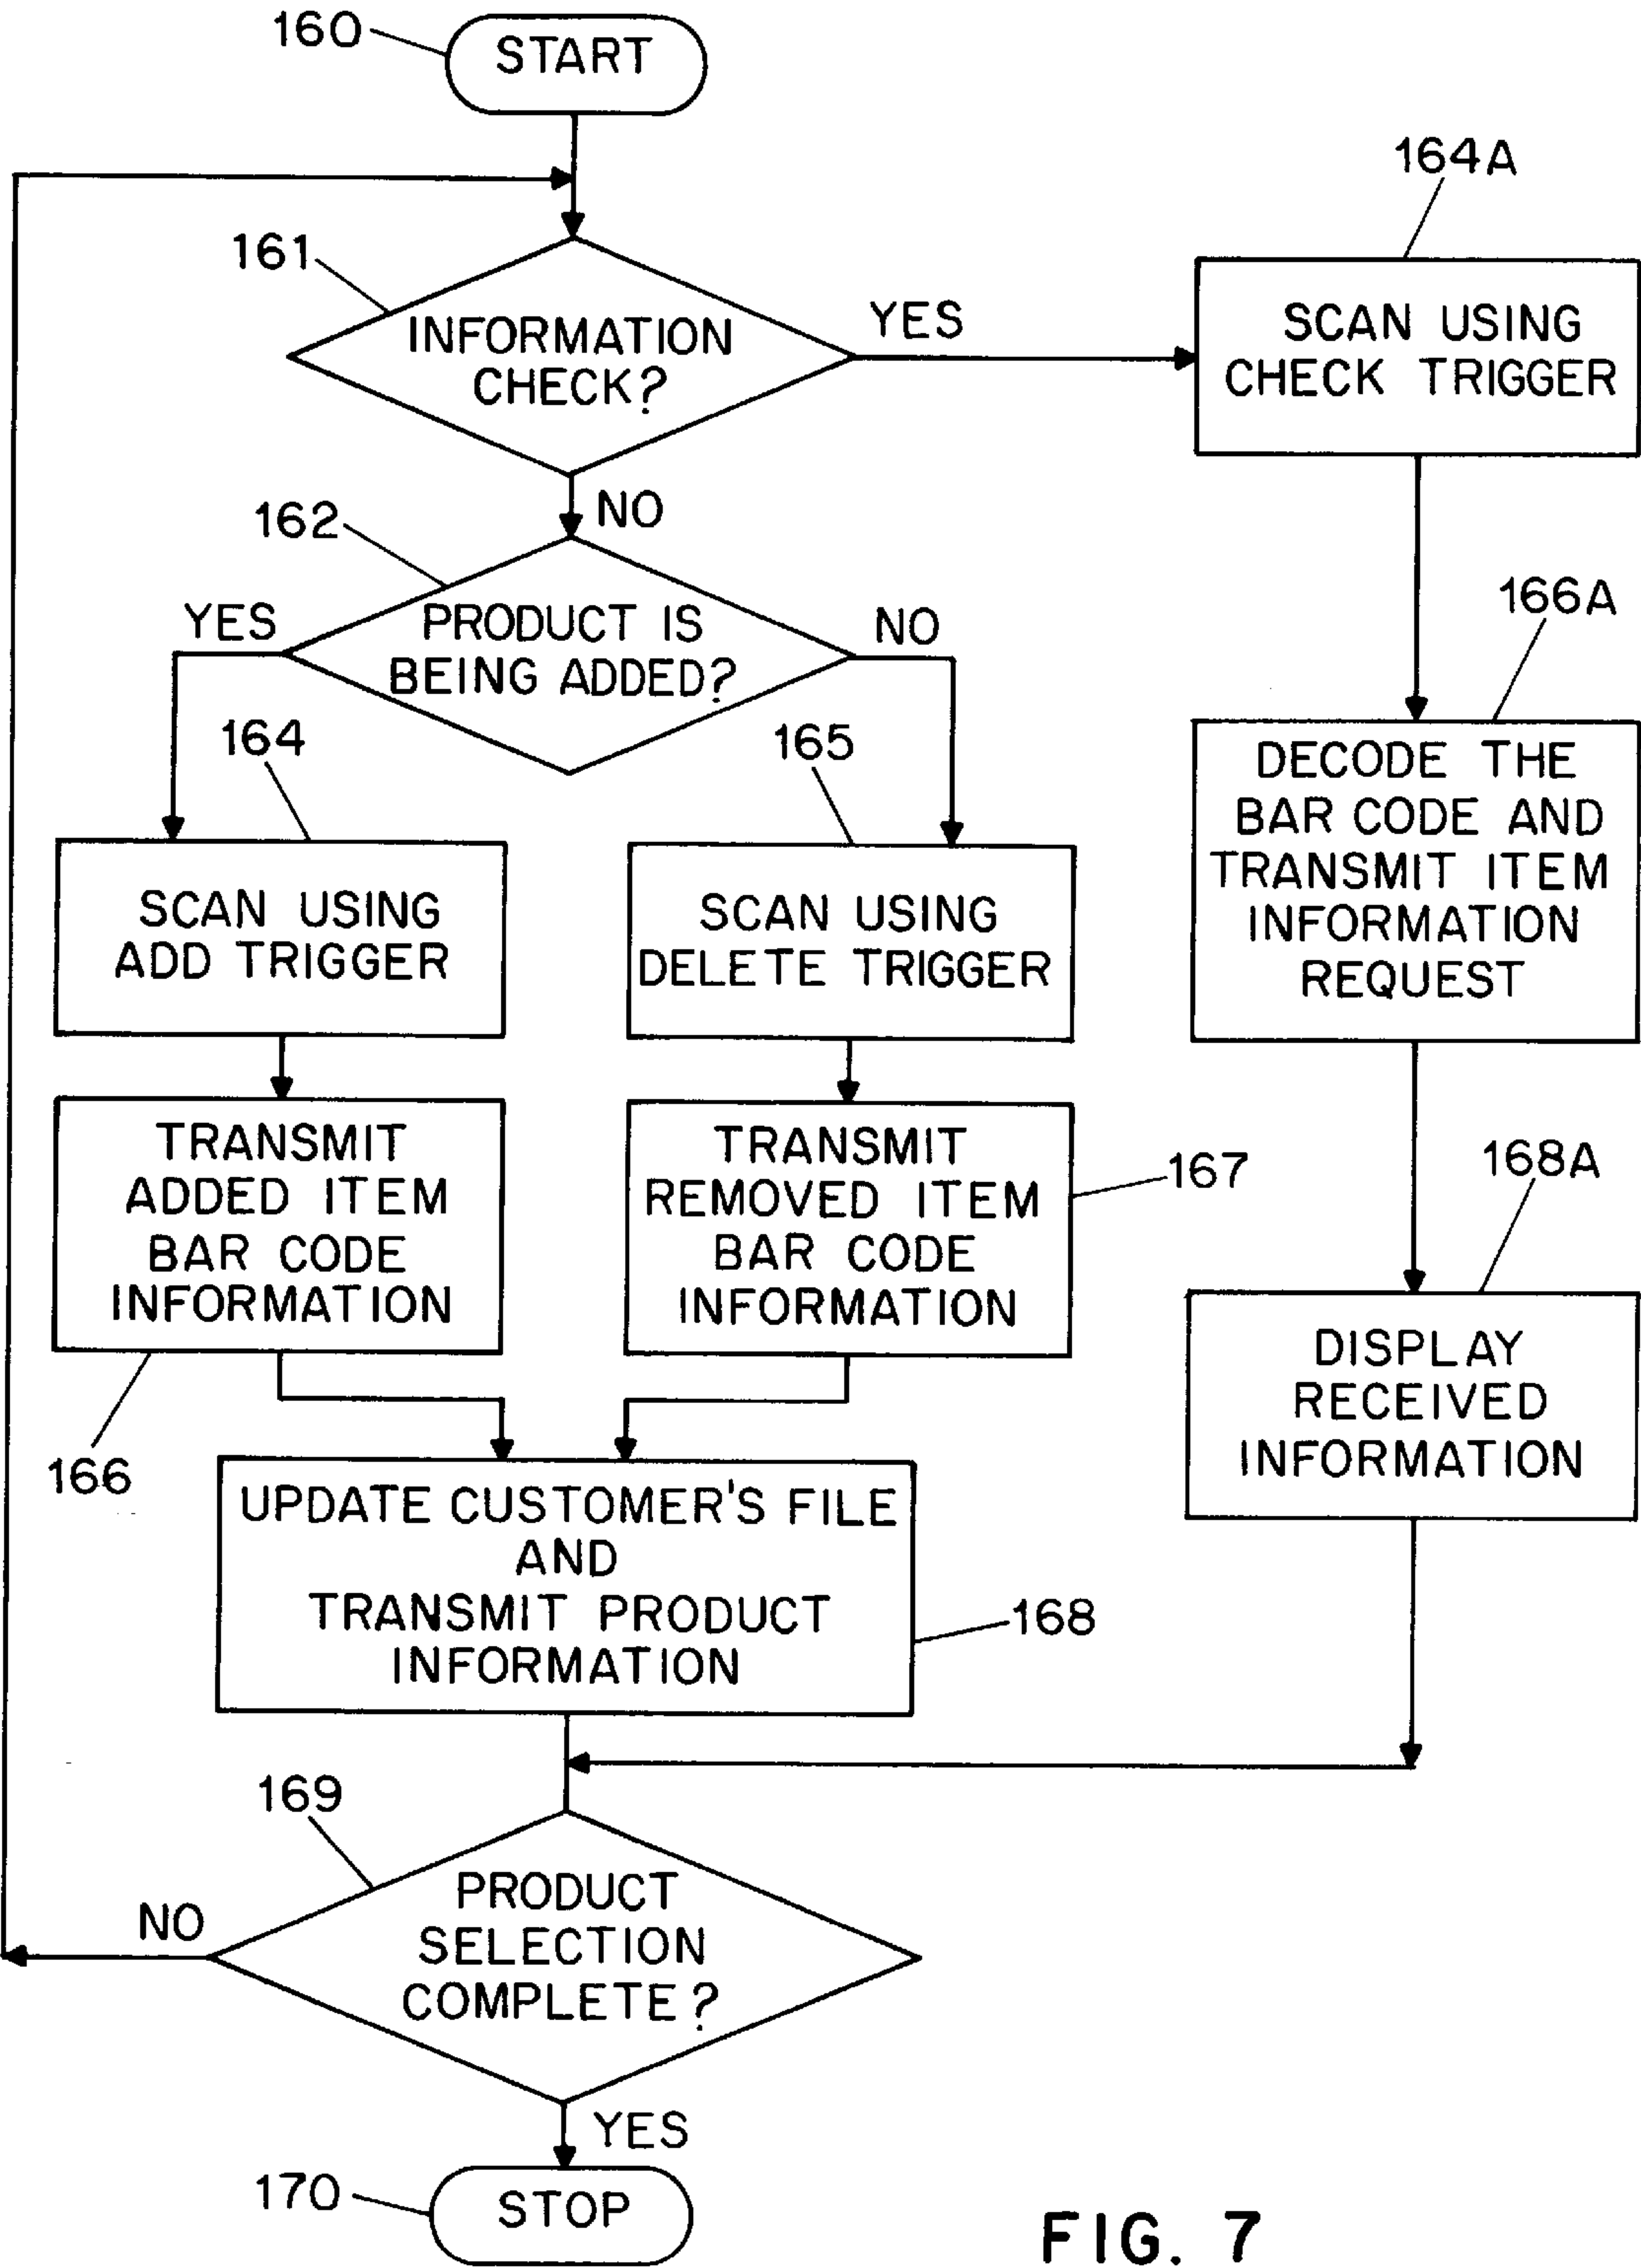 160
START
164A
161
INFORMATION
CHECK?
YES
SCAN USING
CHECK TRIGGER
NO
162
PRODUCT IS
BEING ADDED?
YES
NO
166A
164
165
DECODE THE
BAR CODE AND
TRANSMIT ITEM
INFORMATION
REQUEST
SCAN USING
ADD TRIGGER
SCAN USING
DELETE TRIGGER
TRANSMIT
ADDED ITEM
BAR CODE
INFORMATION
TRANSMIT
REMOVED ITEM
BAR CODE
INFORMATION
167
168A
DISPLAY
RECEIVED
INFORMATION
166
UPDATE CUSTOMER'S FILE
AND
TRANSMIT PRODUCT
INFORMATION
168
169
PRODUCT
SELECTION
COMPLETE?
NO
YES
170
STOP
FIG. 7